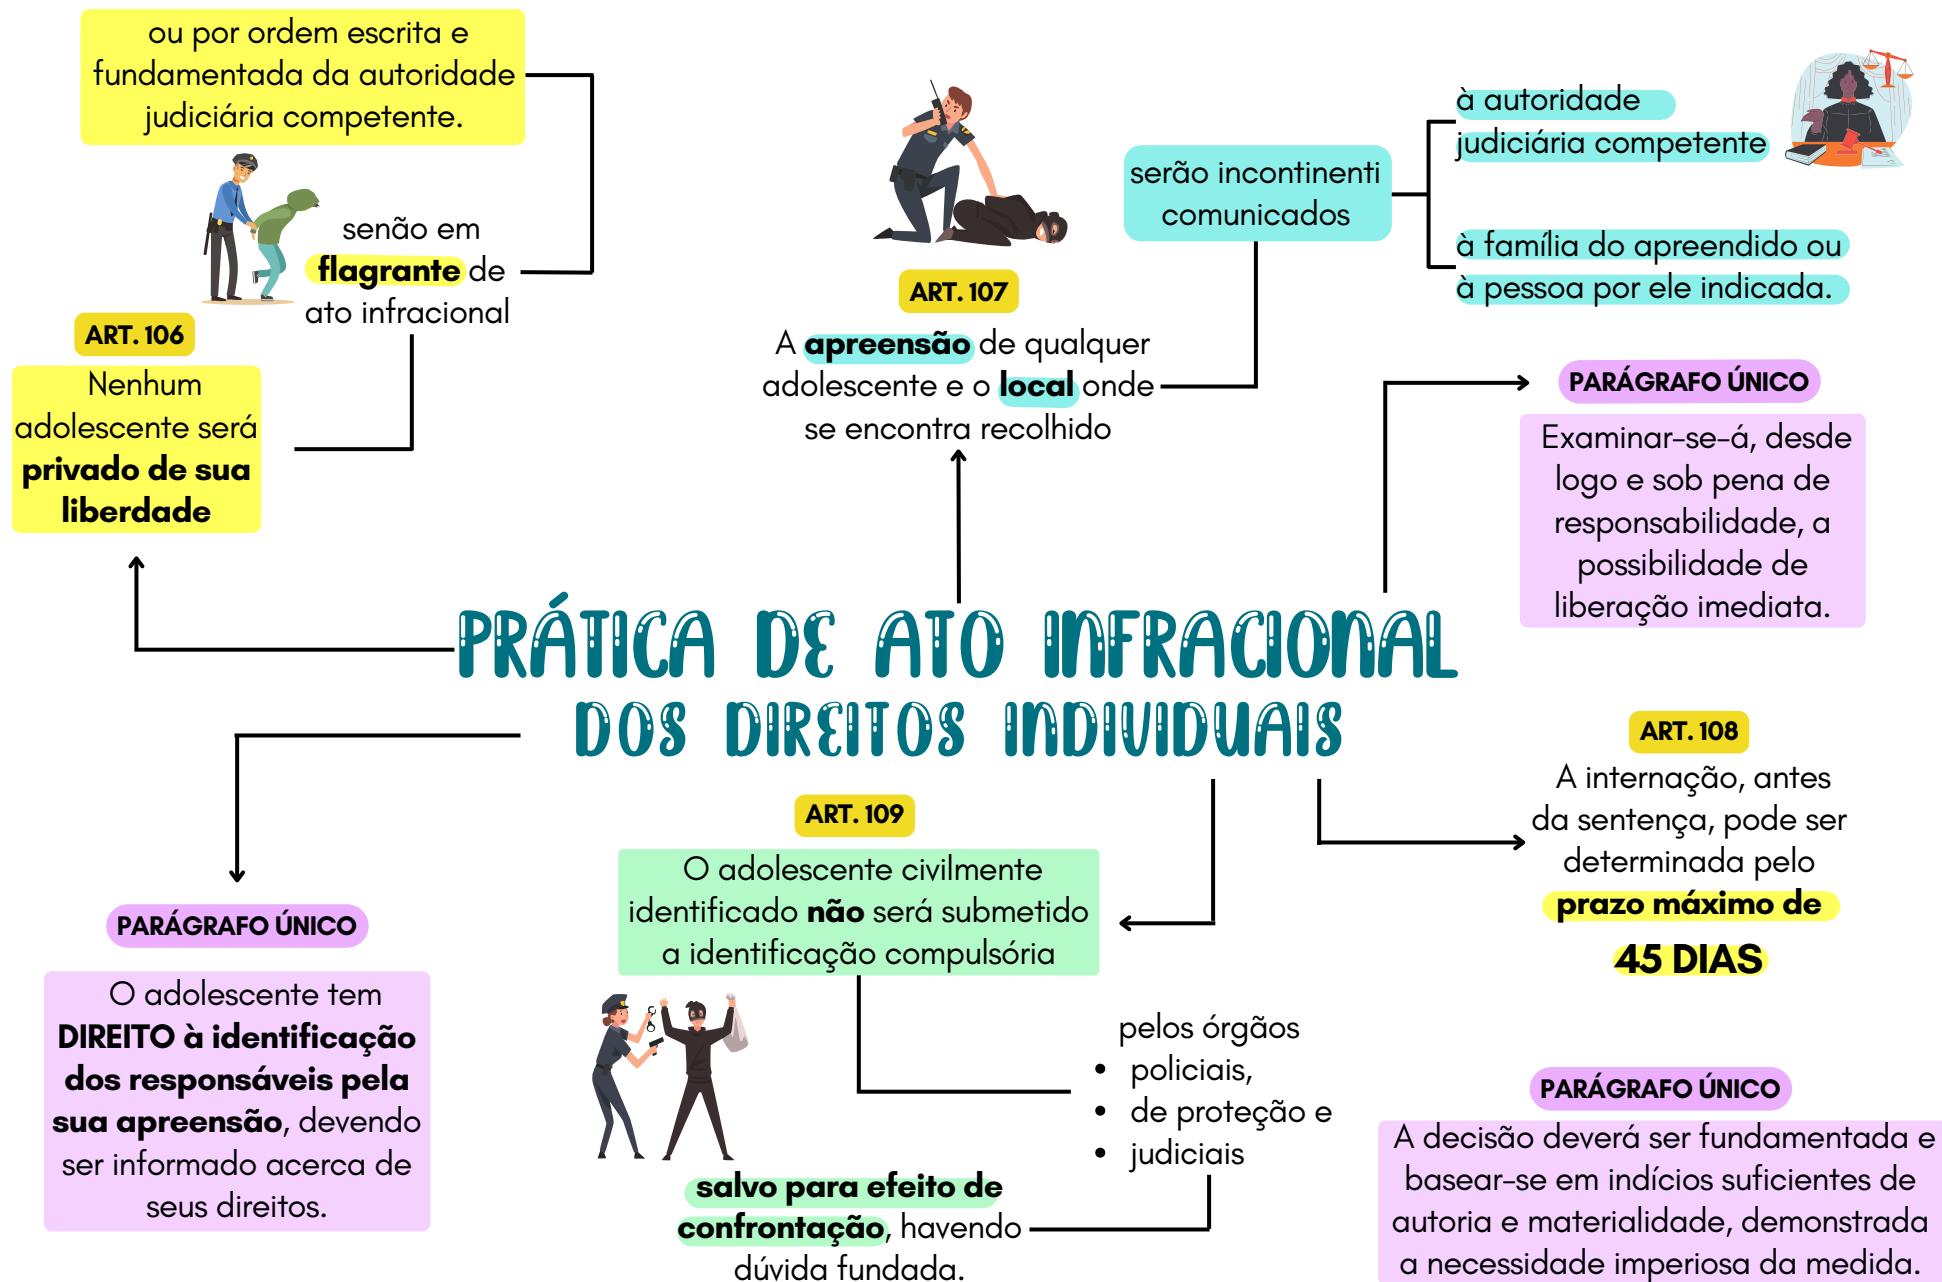 ou por ordem escrita e
fundamentada da autoridade
judiciária competente.
senão em
flagrante de
ato infracional
ART. 106
Nenhum
adolescente será
privado de sua
liberdade
ART. 107
A apreensão de qualquer
adolescente e o local onde
se encontra recolhido
serão incontinenti
comunicados
à autoridade
judiciária competente
à família do apreendido ou
à pessoa por ele indicada.
PARÁGRAFO ÚNICO
Examinar-se-á, desde
logo e sob pena de
responsabilidade, a
possibilidade de
liberação imediata.
PRÁTICA DE ATO INFRACIONAL
DOS DIREITOS INDIVIDUAIS
PARÁGRAFO ÚNICO
O adolescente tem
DIREITO à identificação
dos responsáveis pela
sua apreensão, devendo
ser informado acerca de
seus direitos.
ART. 109
O adolescente civilmente
identificado não será submetido
a identificação compulsória
pelos órgãos
• policiais,
• de proteção e
• judiciais
salvo para efeito de
confrontação, havendo
dúvida fundada.
ART. 108
A internação, antes
da sentença, pode ser
determinada pelo
prazo máximo de
45 DIAS
PARÁGRAFO ÚNICO
A decisão deverá ser fundamentada e
basear-se em indícios suficientes de
autoria e materialidade, demonstrada
a necessidade imperiosa da medida.